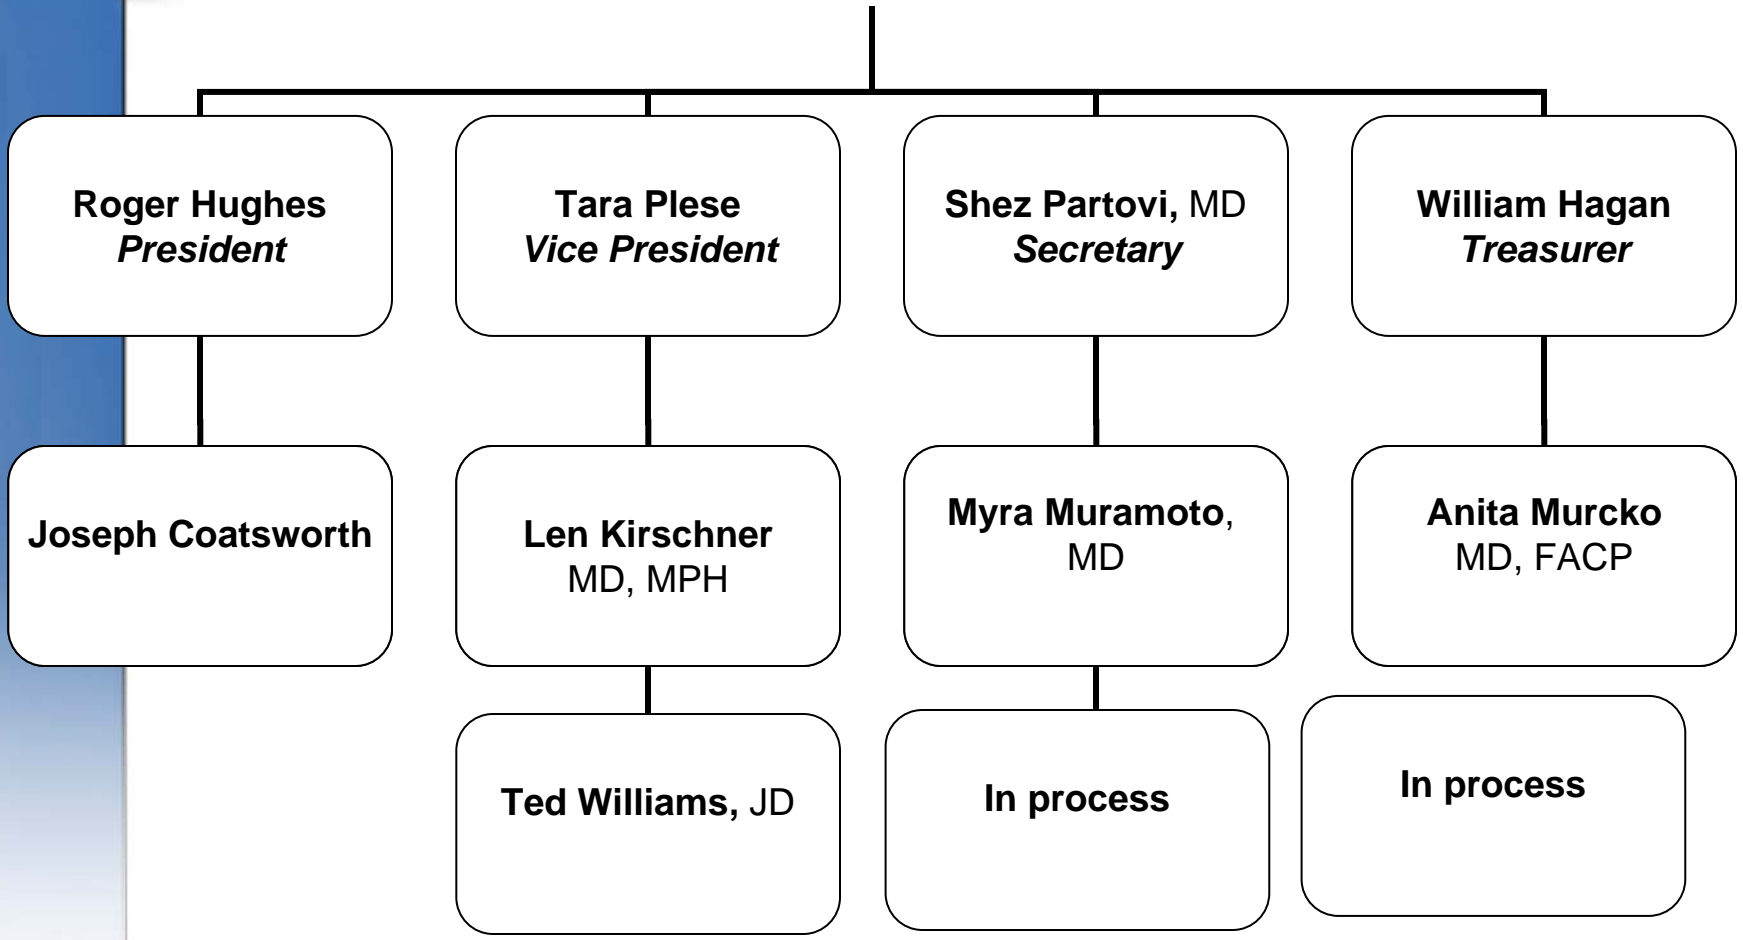 Roger Hughes
President
Tara Plese
Vice President
Shez Partovi, MD
Secretary
William Hagan
Treasurer
Joseph Coatsworth
Len Kirschner
MD, MPH
Myra Muramoto,
MD
Anita Murcko
MD, FACP
Ted Williams, JD
In process
In process